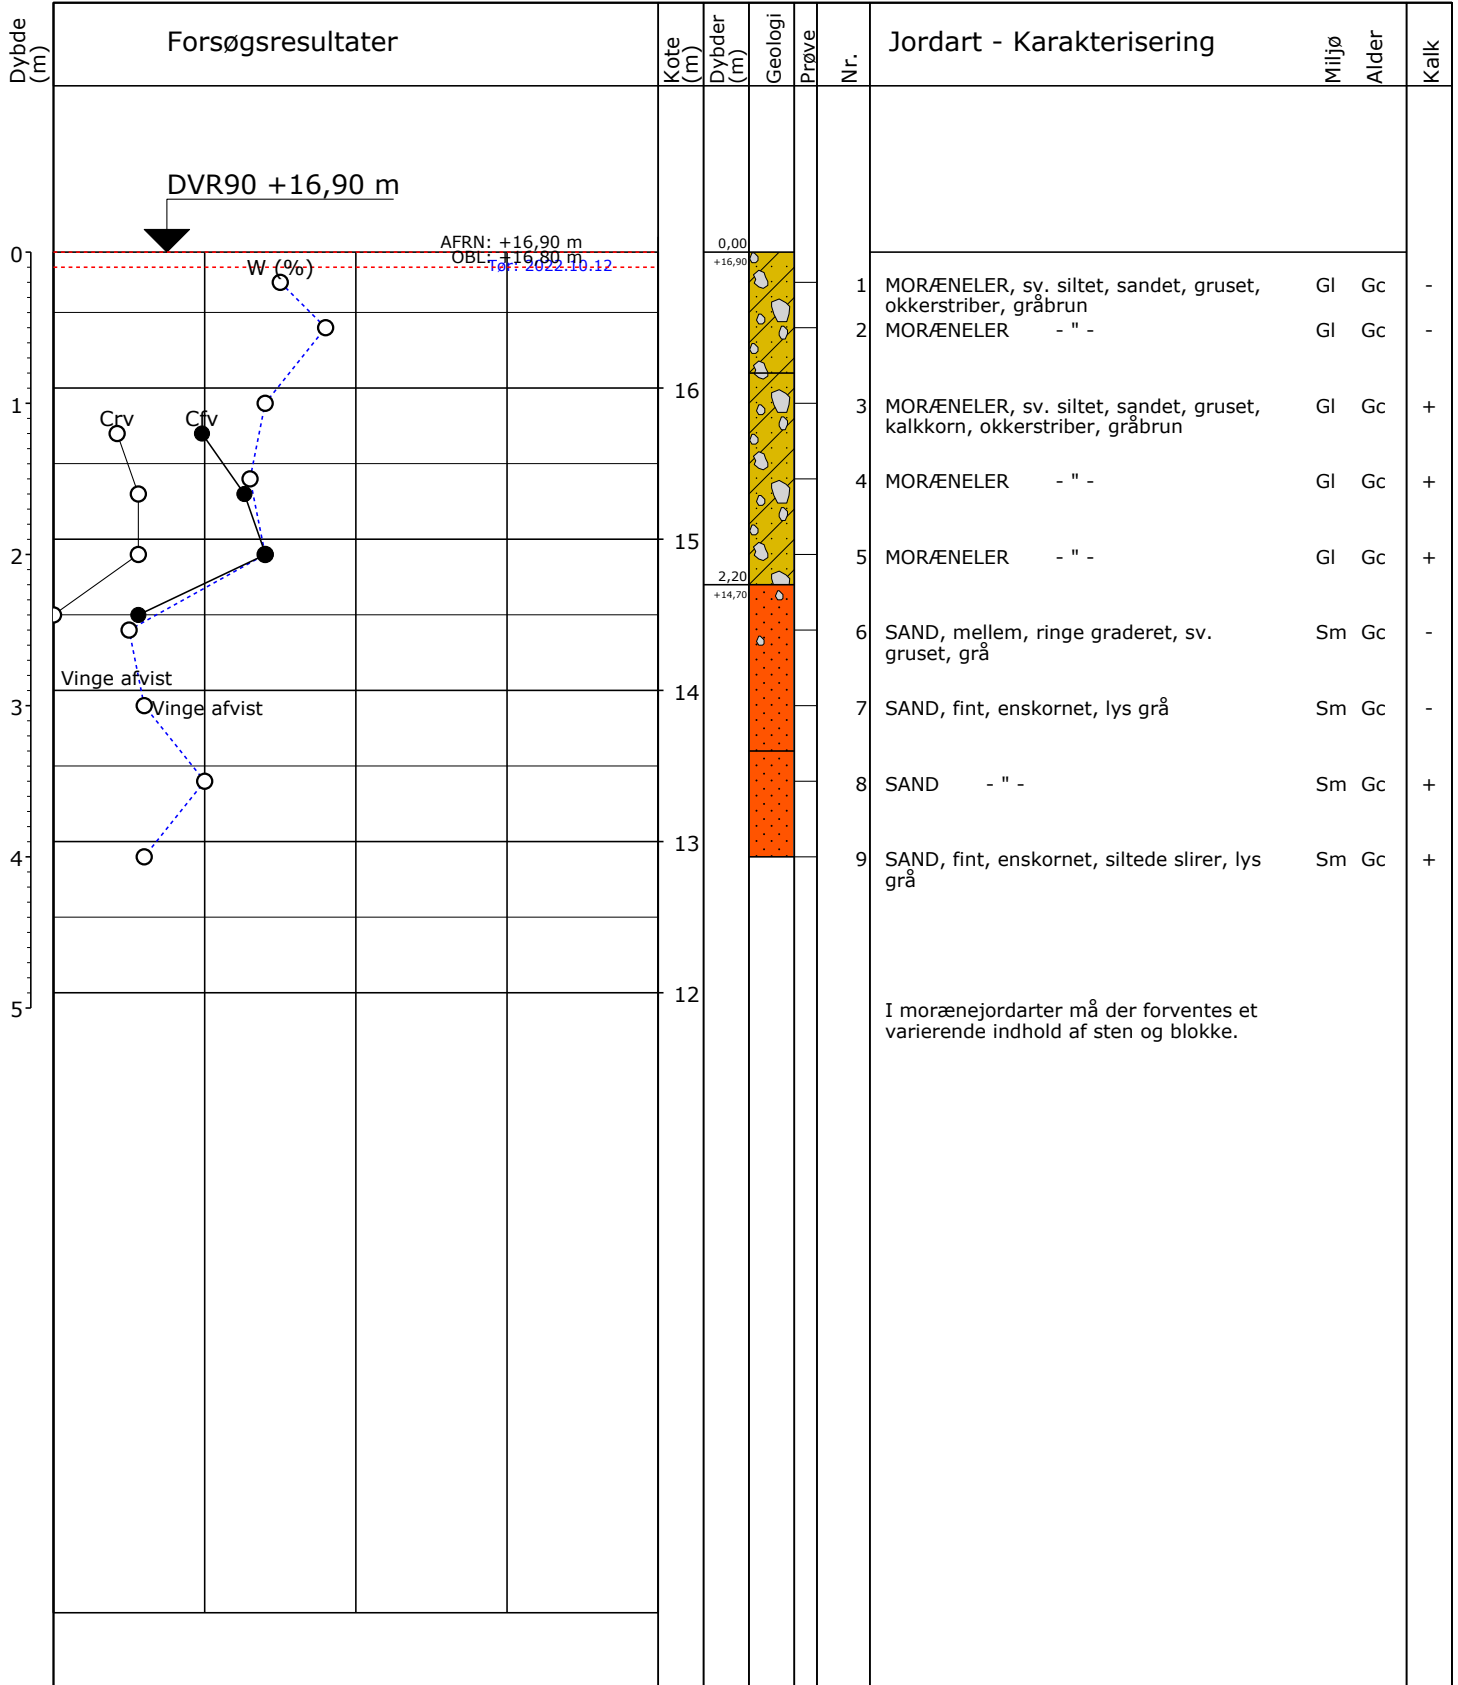 Dybde (m)
Forsøgsresultater
Kote (m)
Dybder (m)
Geologi
Prøve
Nr.
Jordart - Karakterisering
Miljø
Alder
Kalk
DVR90 +16,90 m
AFRN: +16,90 m
OBL: +16,80 m
Tør: 2022.10.12
W (%)
0
0,00
+16,90
1 MORÆNELER, sv. siltet, sandet, gruset, Gl Gc -
okkerstriber, gråbrun
2 MORÆNELER - " - Gl Gc -
16
1
Crv
Cfv
3 MORÆNELER, sv. siltet, sandet, gruset, Gl Gc +
kalkkorn, okkerstriber, gråbrun
4 MORÆNELER - " - Gl Gc +
15
2
5 MORÆNELER - " - Gl Gc +
2,20
+14,70
6 SAND, mellem, ringe graderet, sv. Sm Gc -
gruset, grå
Vinge afvist
14
3
Vinge afvist
7 SAND, fint, enskornet, lys grå Sm Gc -
8 SAND - " - Sm Gc +
13
4
9 SAND, fint, enskornet, siltede slirer, lys Sm Gc +
grå
12
5
I morænejordarter må der forventes et
varierende indhold af sten og blokke.